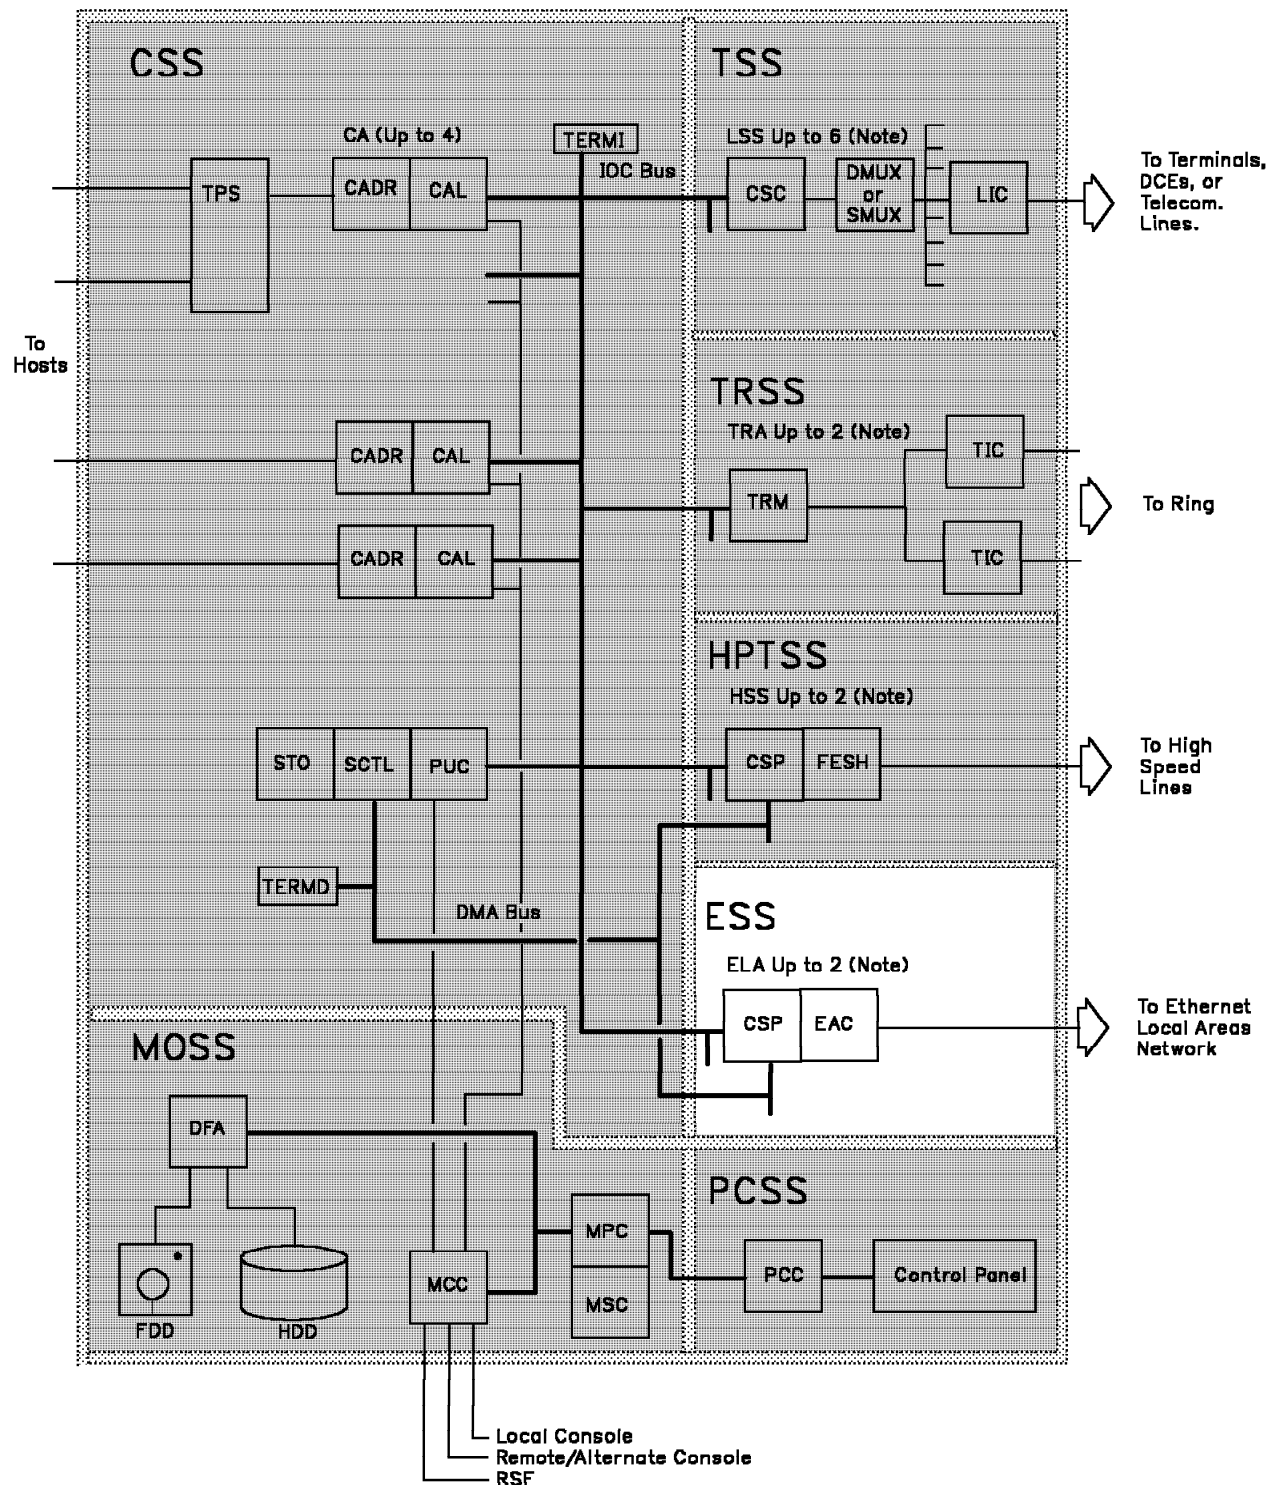 CSS
TSS
CA (Up to 4)
TERMI
LSS Up to 6 (Note)
IOC Bus
TPS
CADR
CAL
CSC
DMUX
or
SMUX
LIC
To Terminals,
DCEs, or
Telecom.
Lines.
To
Hosts
TRSS
TRA Up to 2 (Note)
CADR
CAL
TIC
TRM
To Ring
CADR
CAL
TIC
HPTSS
HSS Up to 2 (Note)
STO
SCTL
PUC
CSP
FESH
To High
Speed
Lines
TERMD
DMA Bus
ESS
ELA Up to 2 (Note)
CSP
EAC
To Ethernet
Local Areas
Network
MOSS
DFA
PCSS
MPC
MCC
MSC
PCC
Control Panel
FDD
HDD
Local Console
Remote/Alternate Console
RSF